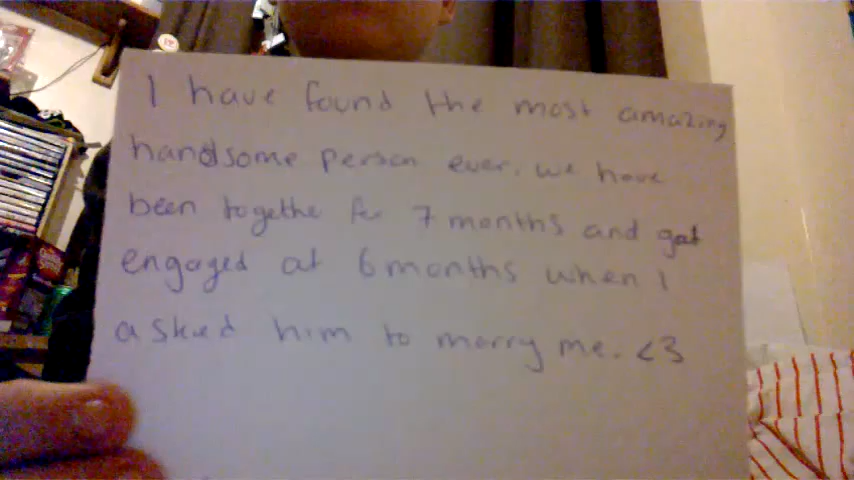 I have found the most amazing
handsome person ever. we have
been togethe for 7 months and got
engaged at 6 months when I
asked him to marry me. <3